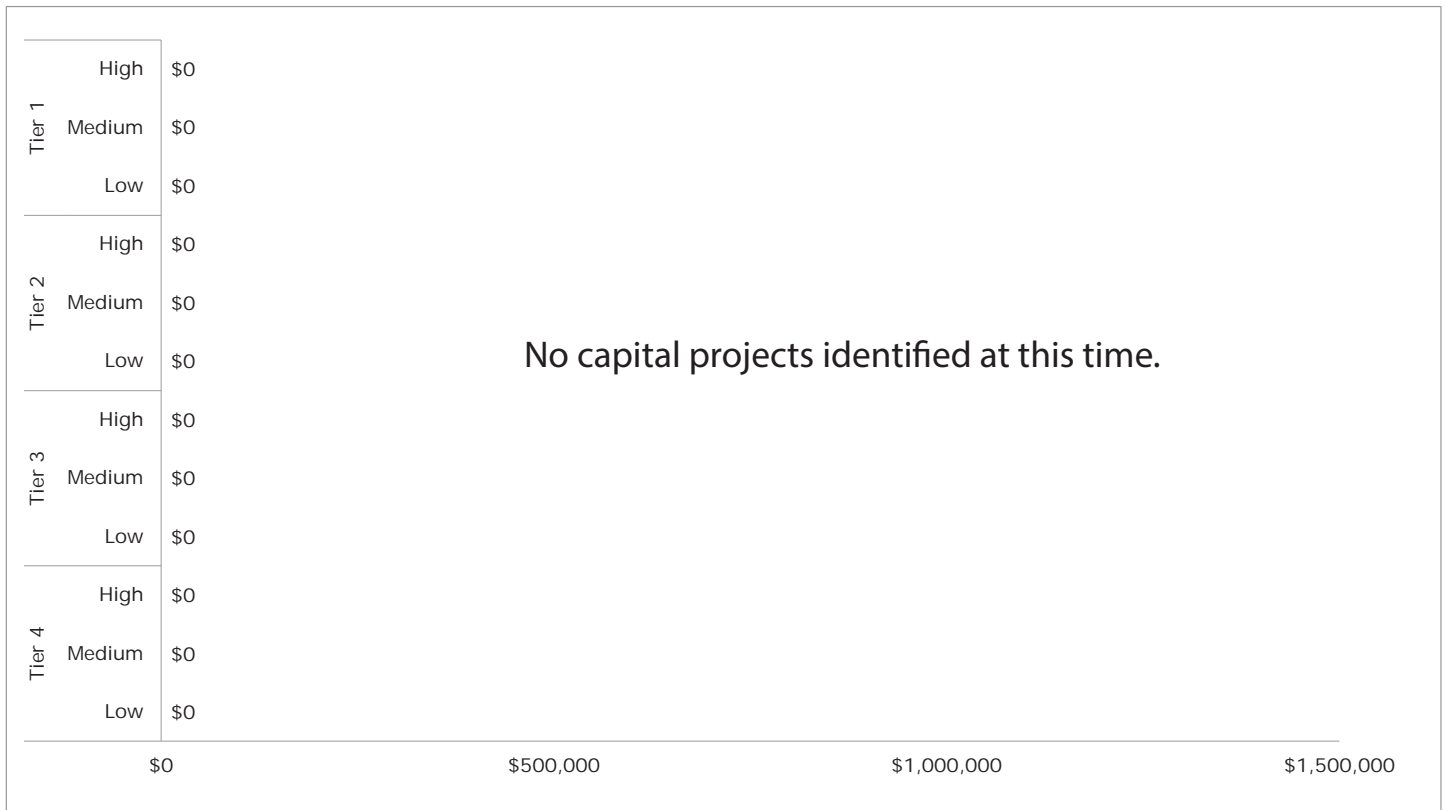 Tier 1
High $0
Medium $0
Low $0
Tier 2
High $0
Medium $0
Low $0
No capital projects identified at this time.
Tier 3
High $0
Medium $0
Low $0
Tier 4
High $0
Medium $0
Low $0
$0 $500,000 $1,000,000 $1,500,000